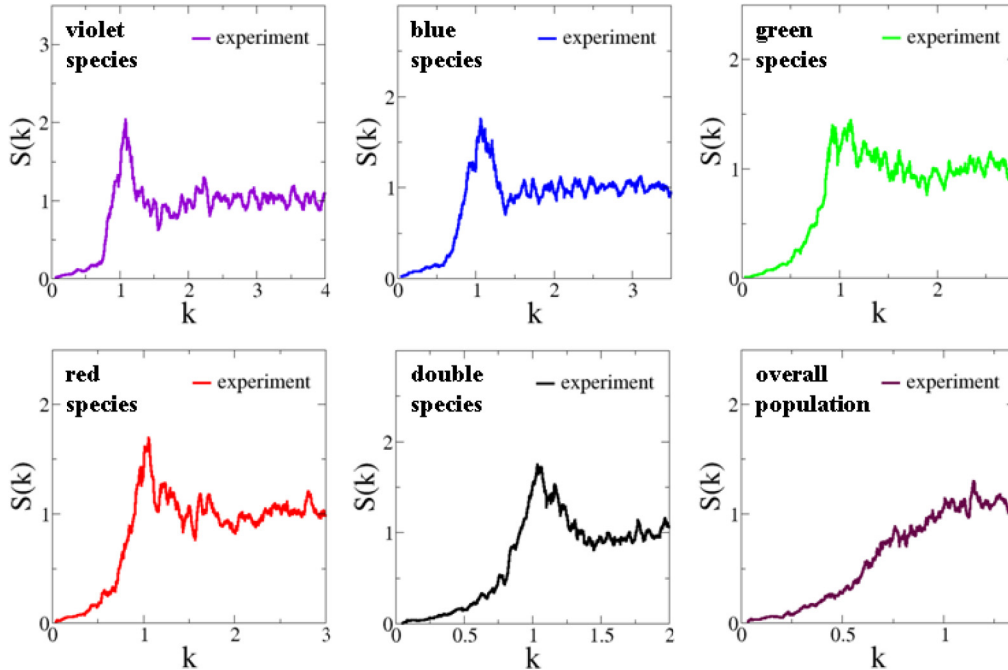 violet
species
experiment
S(k)
3
2
1
0
0
1
2
3
4
k
blue
species
experiment
S(k)
2
1
0
0
1
2
3
k
green
species
experiment
S(k)
2
1
0
0
1
2
k
red
species
experiment
S(k)
2
1
0
0
1
2
3
k
double
species
experiment
S(k)
2
1
0
0
0.5
1
1.5
2
k
overall
population
experiment
S(k)
2
1
0
0
0.5
1
k